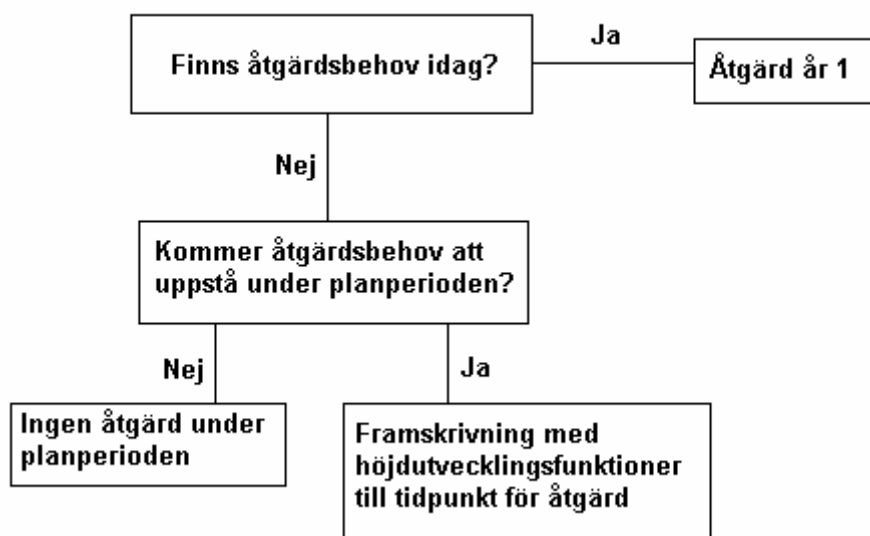 Finns åtgärdsbehov idag?
Ja
Åtgärd år 1
Nej
Kommer åtgärdsbehov att
uppstå under planperioden?
Nej
Ja
Ingen åtgärd under
planperioden
Framskrivning med
höjdutvecklingsfunktioner
till tidpunkt för åtgärd